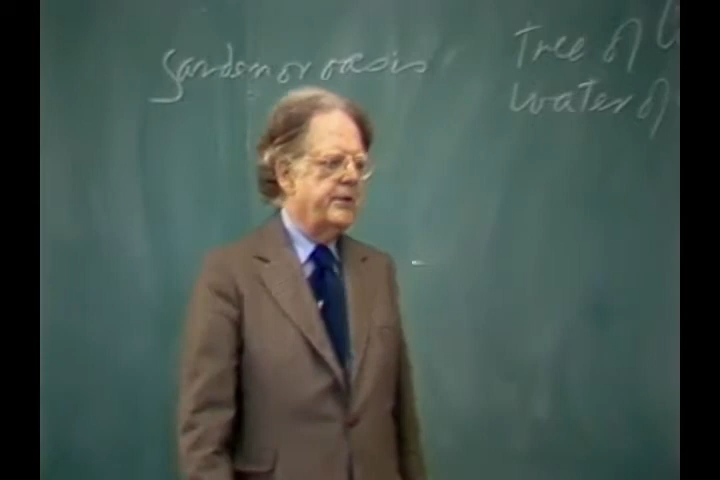 garden or oasis
Tree of
Water of